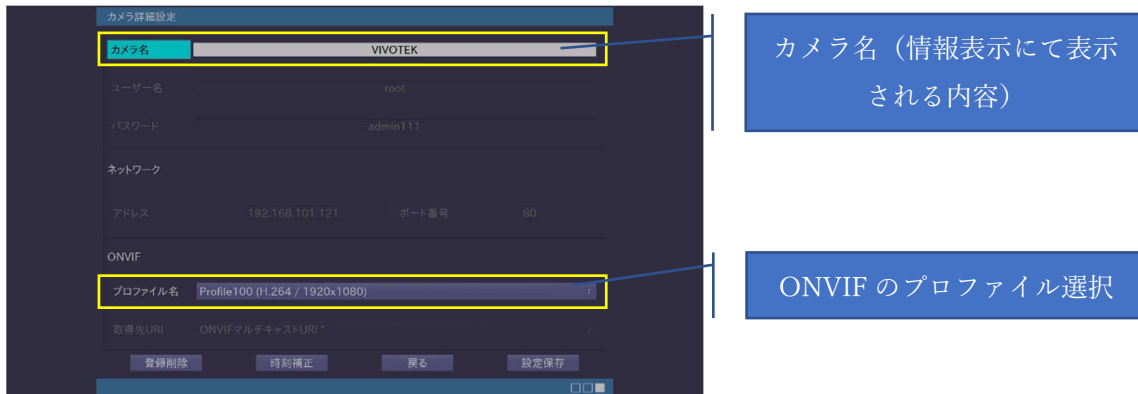 カメラ詳細設定
カメラ名 VIVOTEK
ユーザー名 root
パスワード admin111
ネットワーク
アドレス 192.168.101.121 ポート番号 80
ONVIF
プロファイル名 Profile100 (H.264 / 1920x1080)
取得先URI ONVIFマルチキャストURI *
登録削除 時刻補正 戻る 設定保存
カメラ名（情報表示にて表示
される内容）
ONVIF のプロファイル選択